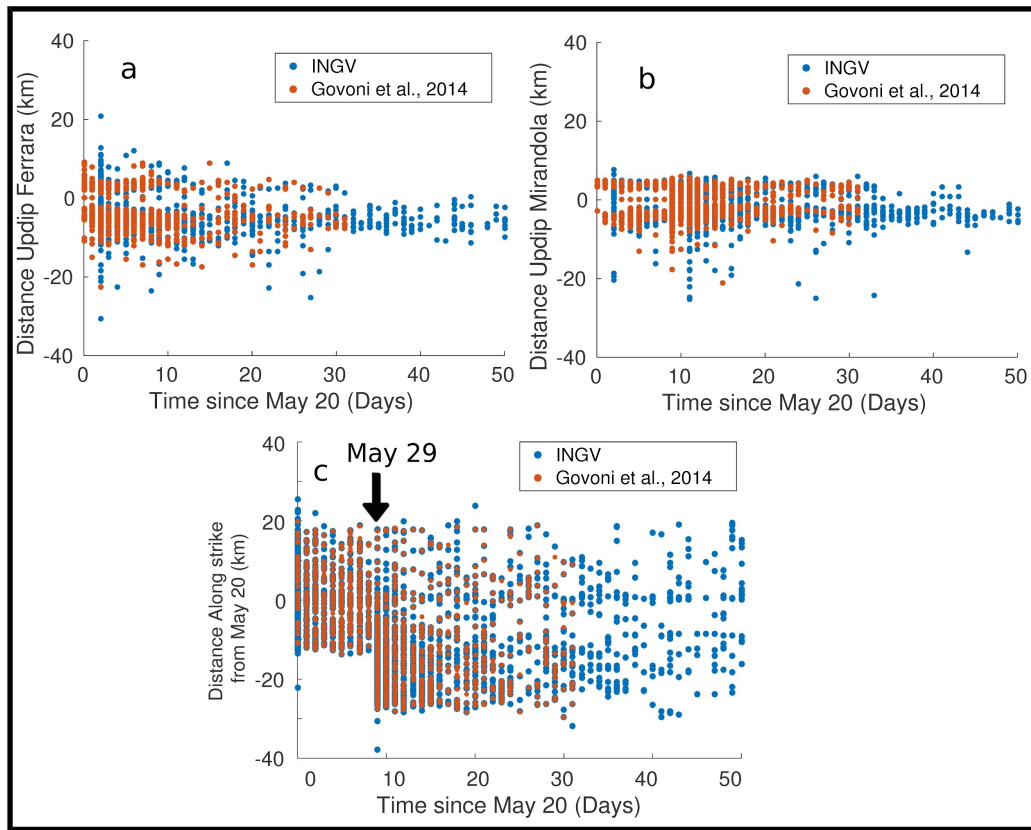 a
INGV
Govoni et al., 2014
Distance Updip Ferrara (km)
40
20
0
-20
-40
0
10
20
30
40
50
Time since May 20 (Days)
b
INGV
Govoni et al., 2014
Distance Updip Mirandola (km)
40
20
0
-20
-40
0
10
20
30
40
50
Time since May 20 (Days)
c
May 29
INGV
Govoni et al., 2014
Distance Along strike
from May 20 (km)
40
20
0
-20
-40
0
10
20
30
40
50
Time since May 20 (Days)